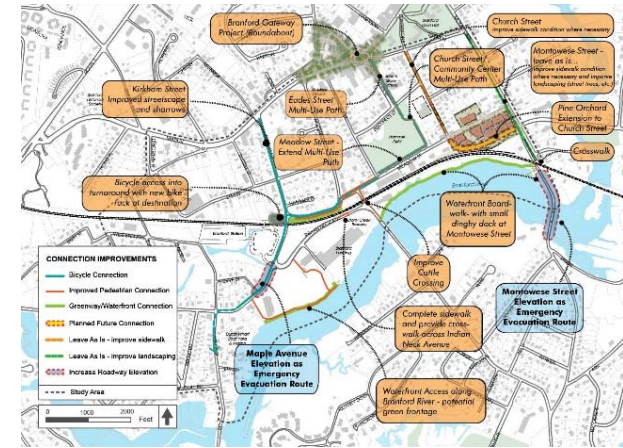 Branford Gateway
Project (Roundabout)
Church Street
improve sidewalk condition where necessary
Kirkham Street
Improved streetscape
and sharrows
Eades Street
Multi-Use Path
Church Street/
Community Center
Multi-Use Path
Montowese Street -
leave as is...
improve sidewalk condition
where necessary and improve
landscaping (street trees, etc.)
Meadow Street -
Extend Multi-Use
Path
Pine Orchard
Extension to
Church Street
Crosswalk
Bicycle access into
turnaround with new bike
rack at destination
Waterfront Board-
walk- with small
dinghy dock at
Montowese Street
Improve
Cattle
Crossing
Montowese Street
Elevation as
Emergency
Evacuation Route
Complete sidewalk
and provide cross-
walk across Indian
Neck Avenue
Maple Avenue
Elevation as
Emergency
Evacuation Route
Waterfront Access along
Branford River - potential
green frontage
CONNECTION IMPROVEMENTS
Bicycle Connection
Improved Pedestrian Connection
Greenway/Waterfront Connection
Planned Future Connection
Leave As Is - improve sidewalk
Leave As Is - improve landscaping
Increase Roadway Elevation
Study Area
0 1000 2000
Feet